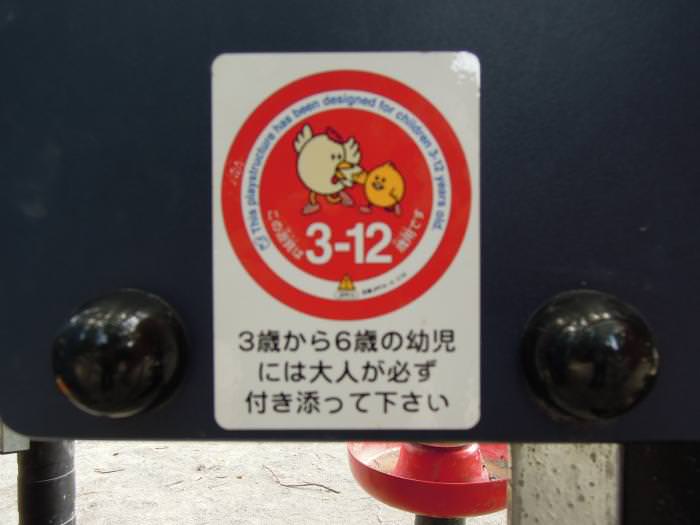 This playstructure has been designed for children 3-12 years old.
この遊具は
3-12
歳用です
3歳から6歳の幼児
には大人が必ず
付き添って下さい